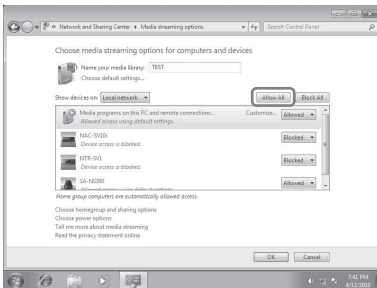 « Network and Sharing Center ▸ Media streaming options
Search Control Panel
Choose media streaming options for computers and devices
Name your media library: TEST
Choose default settings...
Show devices on: Local network
Allow All
Block All
Media programs on this PC and remote connections...
Customize...
Allowed
Allowed access using default settings.
NAC-SV10i
Blocked
Device access is blocked.
NTR-SV1
Blocked
Device access is blocked.
Allowed
Allowed access using default settings.
Home group computers are automatically allowed access.
Choose homegroup and sharing options
Choose power options
Tell me more about media streaming
Read the privacy statement online
OK
Cancel
7:41 PM
4/12/2010